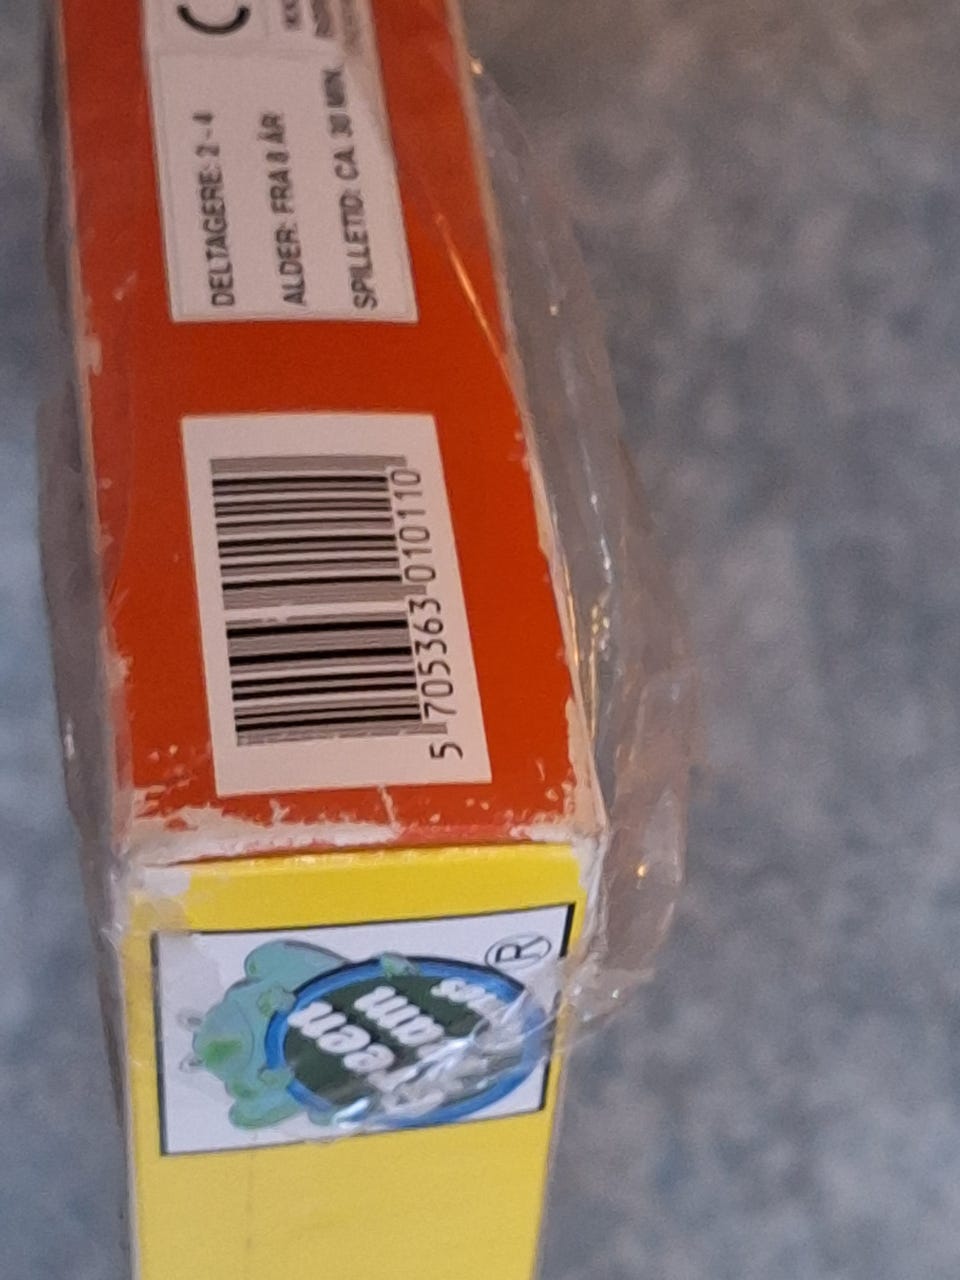 DELTAGERE: 2 - 4
ALDER: FRA 8 ÅR
SPILLETID: CA. 30 MIN.
5 705363 010110
®